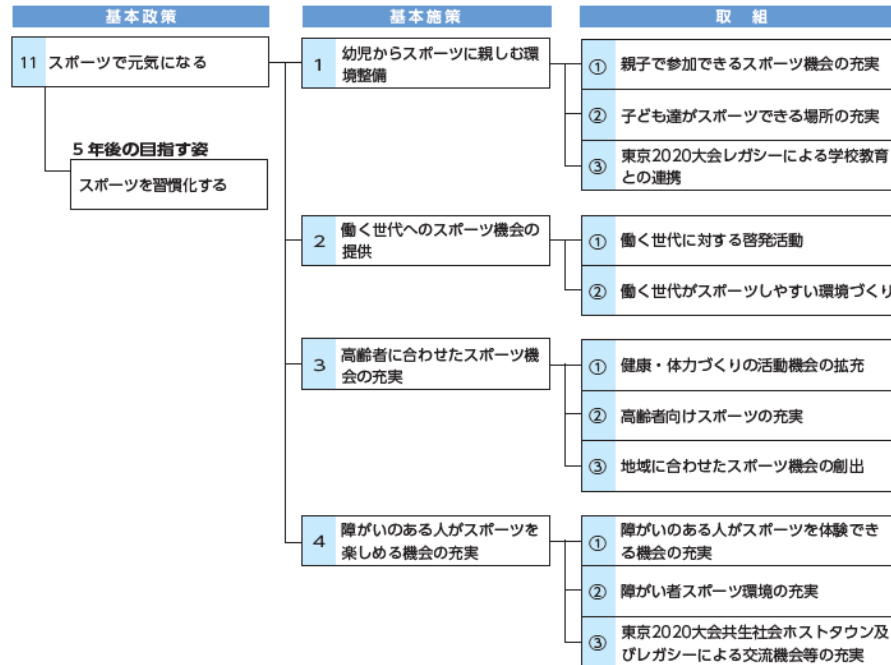 基本政策
基本施策
取 組
11 スポーツで元気になる
5年後の目指す姿
スポーツを習慣化する
1 幼児からスポーツに親しむ環
境整備
① 親子で参加できるスポーツ機会の充実
② 子ども達がスポーツできる場所の充実
③ 東京2020大会レガシーによる学校教育
との連携
2 働く世代へのスポーツ機会の
提供
① 働く世代に対する啓発活動
② 働く世代がスポーツしやすい環境づくり
3 高齢者に合わせたスポーツ機
会の充実
① 健康・体力づくりの活動機会の拡充
② 高齢者向けスポーツの充実
③ 地域に合わせたスポーツ機会の創出
4 障がいのある人がスポーツを
楽しめる機会の充実
① 障がいのある人がスポーツを体験でき
る機会の充実
② 障がい者スポーツ環境の充実
③ 東京2020大会共生社会ホストタウン及
びレガシーによる交流機会等の充実